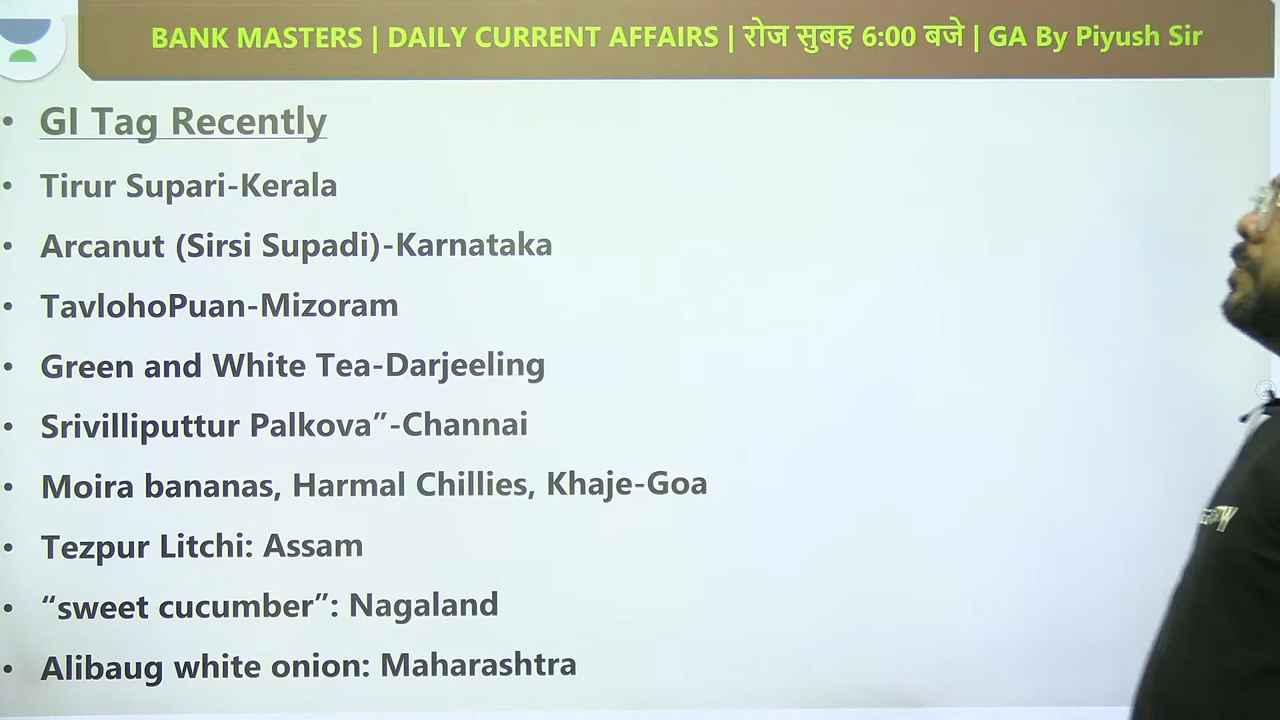 BANK MASTERS | DAILY CURRENT AFFAIRS | रोज सुबह 6:00 बजे | GA By Piyush Sir
• GI Tag Recently
• Tirur Supari-Kerala
• Arcanut (Sirsi Supadi)-Karnataka
• TavlohoPuan-Mizoram
• Green and White Tea-Darjeeling
• Srivilliputtur Palkova”-Channai
• Moira bananas, Harmal Chillies, Khaje-Goa
• Tezpur Litchi: Assam
• “sweet cucumber”: Nagaland
• Alibaug white onion: Maharashtra